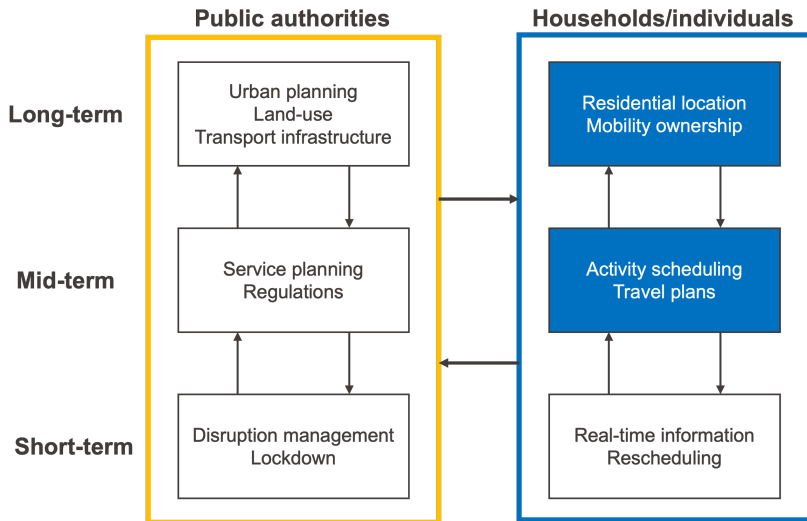 Public authorities
Households/individuals
Long-term
Urban planning
Land-use
Transport infrastructure
Residential location
Mobility ownership
Mid-term
Service planning
Regulations
Activity scheduling
Travel plans
Short-term
Disruption management
Lockdown
Real-time information
Rescheduling